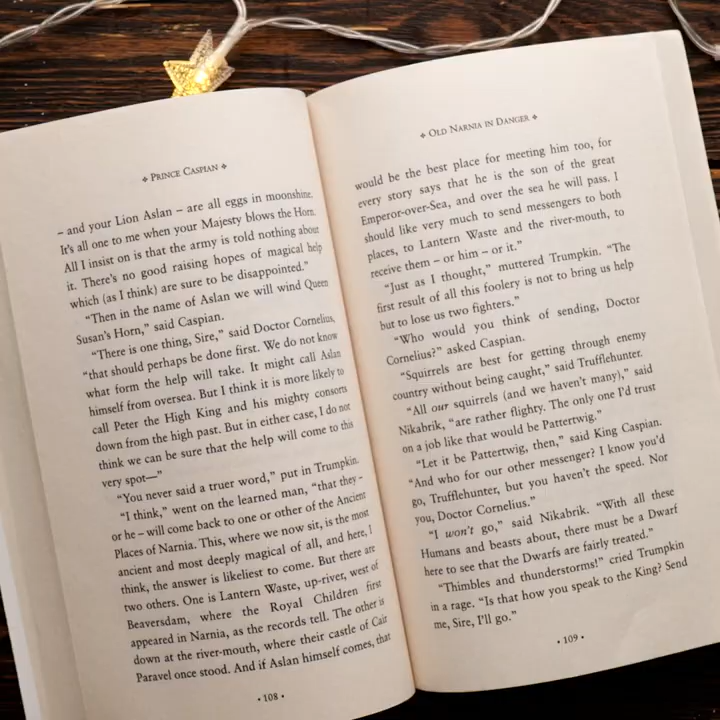 ❖ PRINCE CASPIAN ❖
– and your Lion Aslan – are all eggs in moonshine.
It's all one to me when your Majesty blows the Horn.
All I insist on is that the army is told nothing about
it. There's no good raising hopes of magical help
which (as I think) are sure to be disappointed."
"Then in the name of Aslan we will wind Queen
Susan's Horn," said Caspian.
"There is one thing, Sire," said Doctor Cornelius,
"that should perhaps be done first. We do not know
what form the help will take. It might call Aslan
himself from oversea. But I think it is more likely to
call Peter the High King and his mighty consorts
down from the high past. But in either case, I do not
think we can be sure that the help will come to this
very spot—"
"You never said a truer word," put in Trumpkin.
"I think," went on the learned man, "that they –
or he – will come back to one or other of the Ancient
Places of Narnia. This, where we now sit, is the most
ancient and most deeply magical of all, and here, I
think, the answer is likeliest to come. But there are
two others. One is Lantern Waste, up-river, west of
Beaversdam, where the Royal Children first
appeared in Narnia, as the records tell. The other is
down at the river-mouth, where their castle of Cair
Paravel once stood. And if Aslan himself comes, that
• 108 •
❖ OLD NARNIA IN DANGER ❖
would be the best place for meeting him too, for
every story says that he is the son of the great
Emperor-over-Sea, and over the sea he will pass. I
should like very much to send messengers to both
places, to Lantern Waste and the river-mouth, to
receive them – or him – or it."
"Just as I thought," muttered Trumpkin. "The
first result of all this foolery is not to bring us help
but to lose us two fighters."
"Who would you think of sending, Doctor
Cornelius?" asked Caspian.
"Squirrels are best for getting through enemy
country without being caught," said Trufflehunter.
"All our squirrels (and we haven't many)," said
Nikabrik, "are rather flighty. The only one I'd trust
on a job like that would be Pattertwig."
"Let it be Pattertwig, then," said King Caspian.
"And who for our other messenger? I know you'd
go, Trufflehunter, but you haven't the speed. Nor
you, Doctor Cornelius."
"I won't go," said Nikabrik. "With all these
Humans and beasts about, there must be a Dwarf
here to see that the Dwarfs are fairly treated."
"Thimbles and thunderstorms!" cried Trumpkin
in a rage. "Is that how you speak to the King? Send
me, Sire, I'll go."
• 109 •